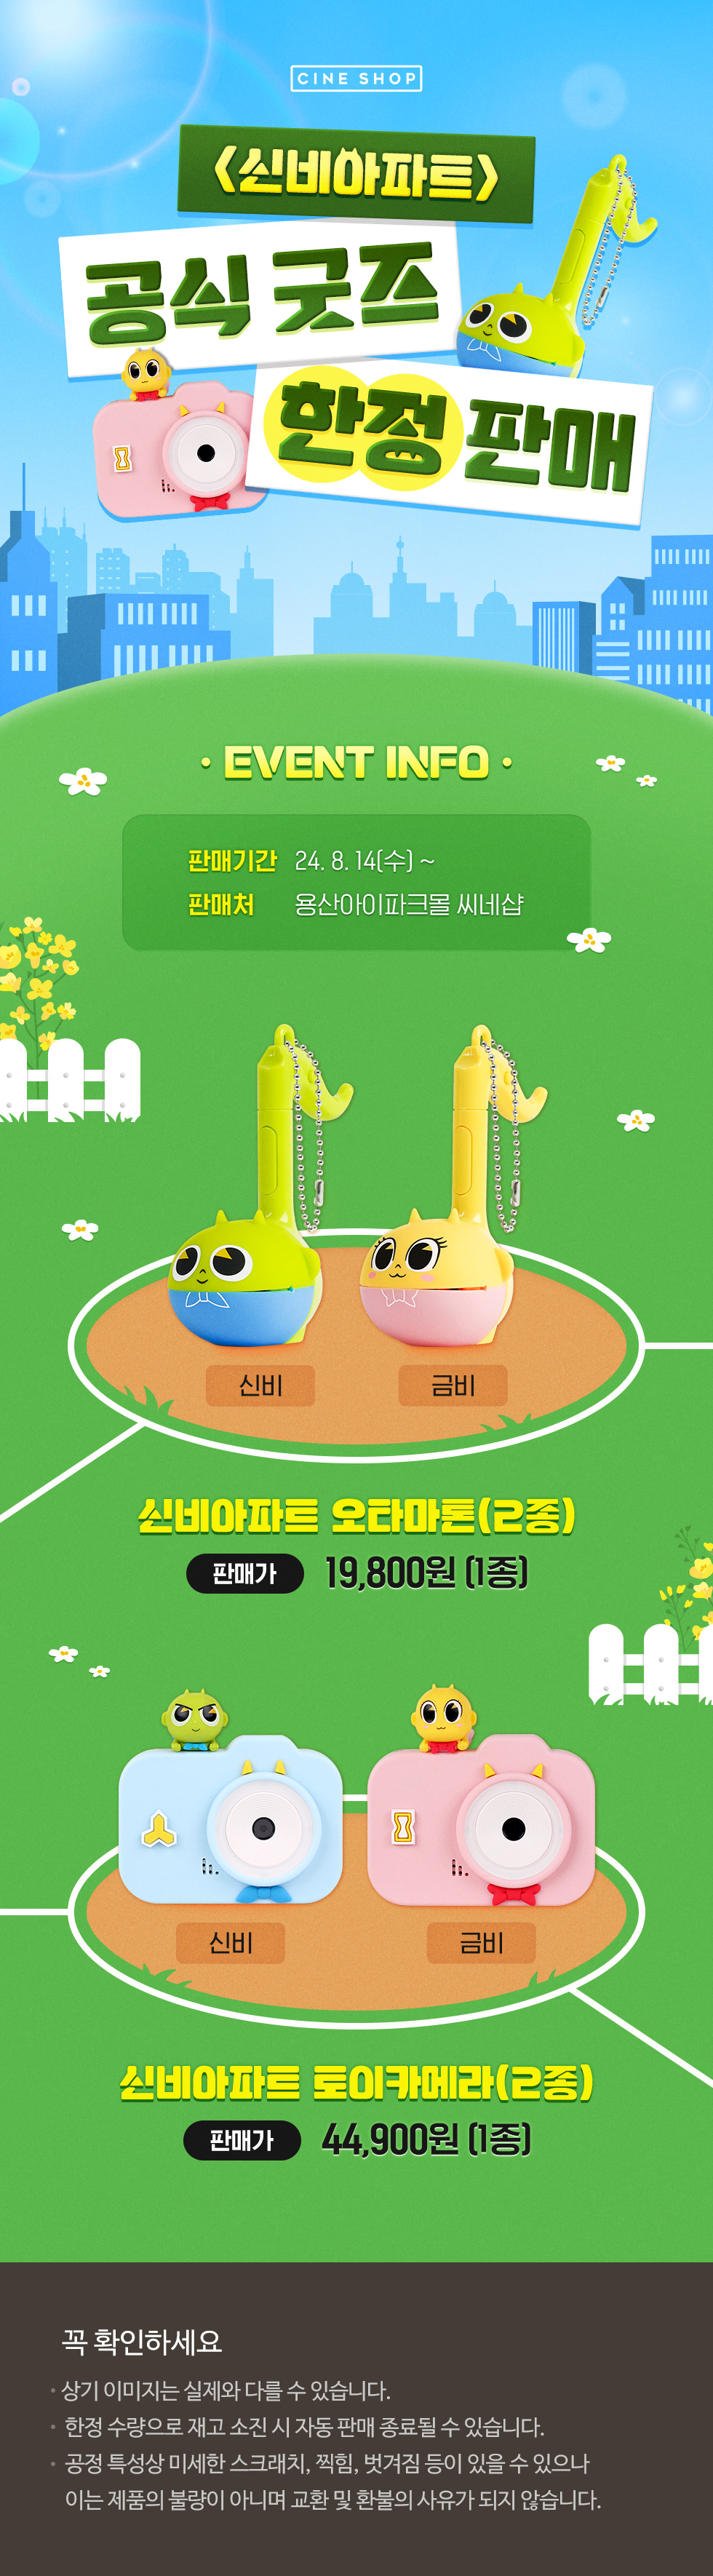 CINE SHOP
〈신비아파트〉
공식 굿즈
한정 판매
· EVENT INFO ·
판매기간 24. 8. 14(수) ~
판매처 용산아이파크몰 씨네샵
신비 금비
신비아파트 오타마톤(2종)
판매가 19,800원 (1종)
신비 금비
신비아파트 토이카메라(2종)
판매가 44,900원 (1종)
꼭 확인하세요
· 상기 이미지는 실제와 다를 수 있습니다.
· 한정 수량으로 재고 소진 시 자동 판매 종료될 수 있습니다.
· 공정 특성상 미세한 스크래치, 찍힘, 벗겨짐 등이 있을 수 있으나
이는 제품의 불량이 아니며 교환 및 환불의 사유가 되지 않습니다.